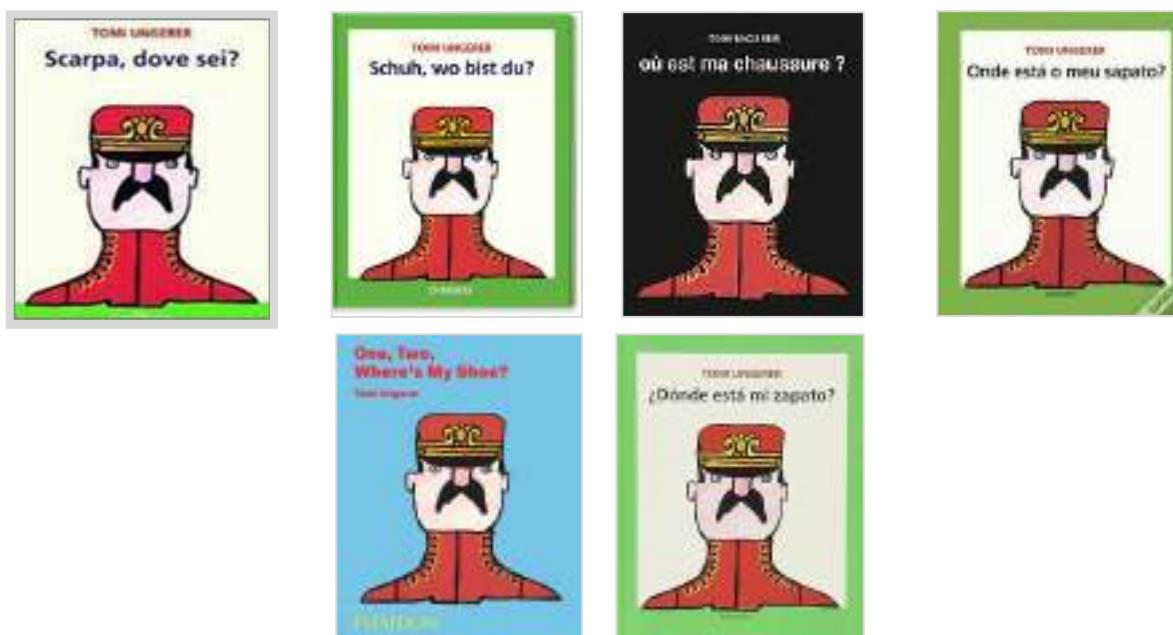 TOMI UNGERER
Scarpa, dove sei?
TOMI UNGERER
Schuh, wo bist du?
TOMI UNGERER
où est ma chaussure ?
TOMI UNGERER
Onde está o meu sapato?
One, Two,
Where's My Shoe?
Tomi Ungerer
PHAIDON
TOMI UNGERER
¿Dónde está mi zapato?